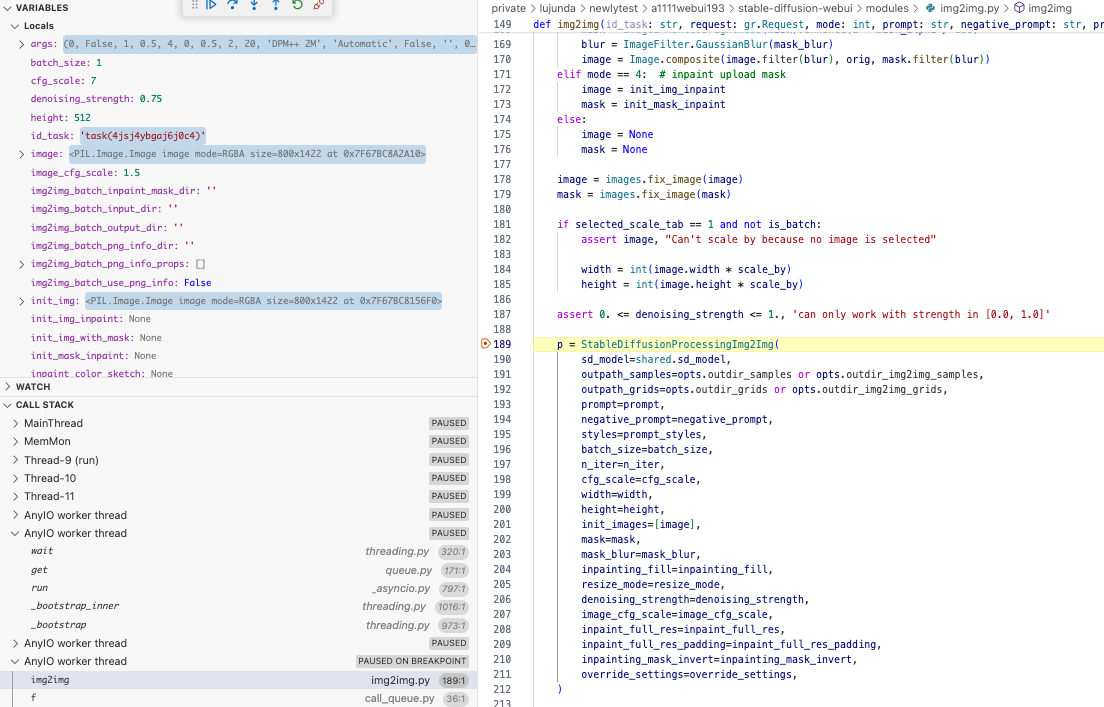 VARIABLES
Locals
args: (0, False, 1, 0.5, 4, 0, 0.5, 2, 20, 'DPM++ 2M', 'Automatic', False, '', 0…
batch_size: 1
cfg_scale: 7
denoising_strength: 0.75
height: 512
id_task: 'task(4jsj4ybgaj6j0c4)'
image: <PIL.Image.Image image mode=RGBA size=800x1422 at 0x7F67BC8A2A10>
image_cfg_scale: 1.5
img2img_batch_inpaint_mask_dir: ''
img2img_batch_input_dir: ''
img2img_batch_output_dir: ''
img2img_batch_png_info_dir: ''
img2img_batch_png_info_props: []
img2img_batch_use_png_info: False
init_img: <PIL.Image.Image image mode=RGBA size=800x1422 at 0x7F67BC8156F0>
init_img_inpaint: None
init_img_with_mask: None
init_mask_inpaint: None
inpaint_color_sketch: None
WATCH
CALL STACK
MainThread PAUSED
MemMon PAUSED
Thread-9 (run) PAUSED
Thread-10 PAUSED
Thread-11 PAUSED
AnyIO worker thread PAUSED
AnyIO worker thread PAUSED
wait threading.py 320:1
get queue.py 171:1
run _asyncio.py 797:1
_bootstrap_inner threading.py 1016:1
_bootstrap threading.py 973:1
AnyIO worker thread PAUSED
AnyIO worker thread PAUSED ON BREAKPOINT
img2img img2img.py 189:1
f call_queue.py 36:1
private > lujunda > newlytest > a1111webui193 > stable-diffusion-webui > modules > img2img.py > img2img
149 def img2img(id_task: str, request: gr.Request, mode: int, prompt: str, negative_prompt: str, pr
169 blur = ImageFilter.GaussianBlur(mask_blur)
170 image = Image.composite(image.filter(blur), orig, mask.filter(blur))
171 elif mode == 4:  # inpaint upload mask
172 image = init_img_inpaint
173 mask = init_mask_inpaint
174 else:
175 image = None
176 mask = None
177
178 image = images.fix_image(image)
179 mask = images.fix_image(mask)
180
181 if selected_scale_tab == 1 and not is_batch:
182 assert image, "Can't scale by because no image is selected"
183
184 width = int(image.width * scale_by)
185 height = int(image.height * scale_by)
186
187 assert 0. <= denoising_strength <= 1., 'can only work with strength in [0.0, 1.0]'
188
189 p = StableDiffusionProcessingImg2Img(
190 sd_model=shared.sd_model,
191 outpath_samples=opts.outdir_samples or opts.outdir_img2img_samples,
192 outpath_grids=opts.outdir_grids or opts.outdir_img2img_grids,
193 prompt=prompt,
194 negative_prompt=negative_prompt,
195 styles=prompt_styles,
196 batch_size=batch_size,
197 n_iter=n_iter,
198 cfg_scale=cfg_scale,
199 width=width,
200 height=height,
201 init_images=[image],
202 mask=mask,
203 mask_blur=mask_blur,
204 inpainting_fill=inpainting_fill,
205 resize_mode=resize_mode,
206 denoising_strength=denoising_strength,
207 image_cfg_scale=image_cfg_scale,
208 inpaint_full_res=inpaint_full_res,
209 inpaint_full_res_padding=inpaint_full_res_padding,
210 inpainting_mask_invert=inpainting_mask_invert,
211 override_settings=override_settings,
212 )
213